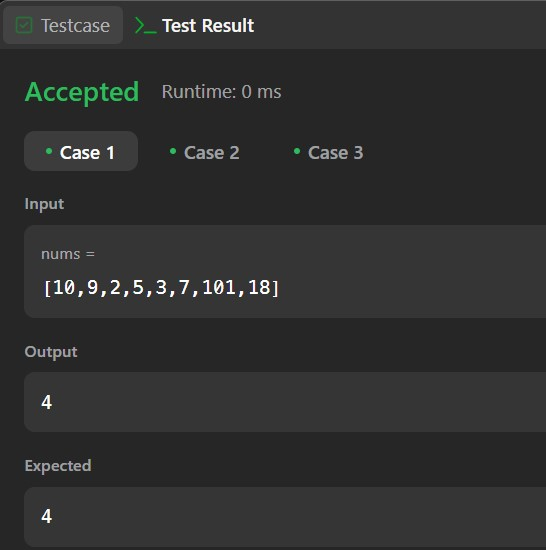 Testcase >_ Test Result
Accepted Runtime: 0 ms
• Case 1 • Case 2 • Case 3
Input
nums =
[10,9,2,5,3,7,101,18]
Output
4
Expected
4